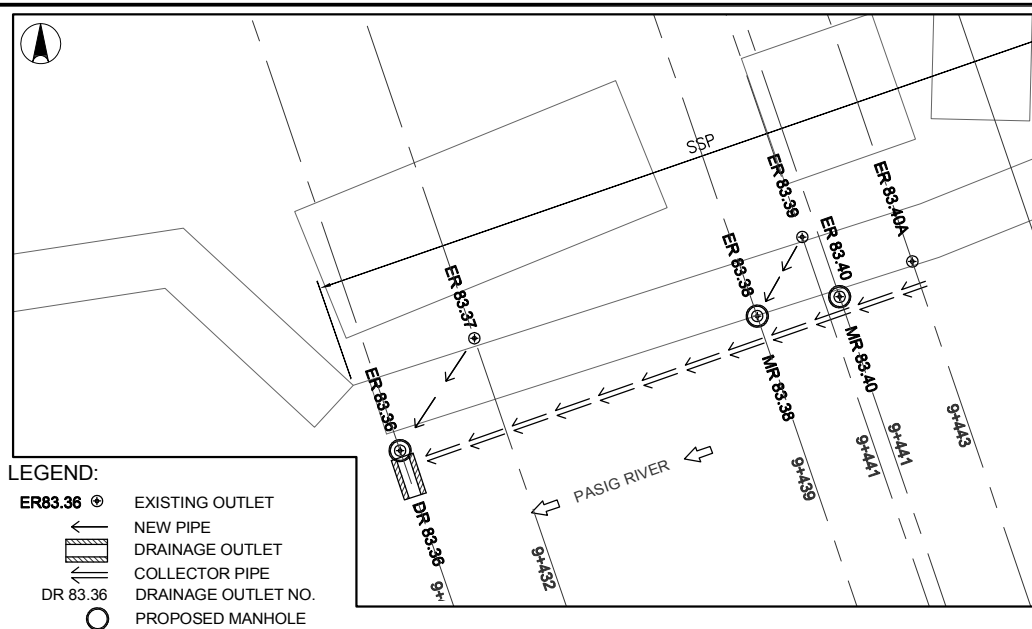 SSP
ER 83.39
ER 83.40A
ER 83.40
ER 83.38
ER 83.37
ER 83.36
MR 83.40
MR 83.38
PASIG RIVER
DR 83.36
9+
9+432
9+439
9+441
9+441
9+443
LEGEND:
ER83.36 EXISTING OUTLET
NEW PIPE
DRAINAGE OUTLET
COLLECTOR PIPE
DR 83.36 DRAINAGE OUTLET NO.
PROPOSED MANHOLE